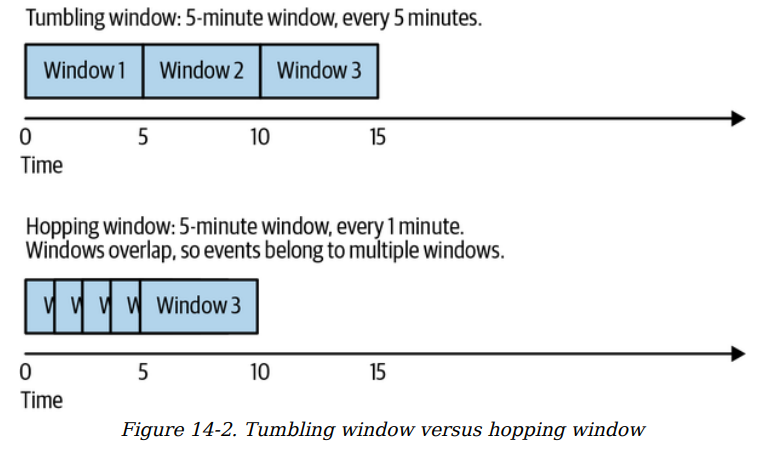 Tumbling window: 5-minute window, every 5 minutes.
Window 1 Window 2 Window 3
0 5 10 15
Time
Hopping window: 5-minute window, every 1 minute.
Windows overlap, so events belong to multiple windows.
W W W W Window 3
0 5 10 15
Time
Figure 14-2. Tumbling window versus hopping window